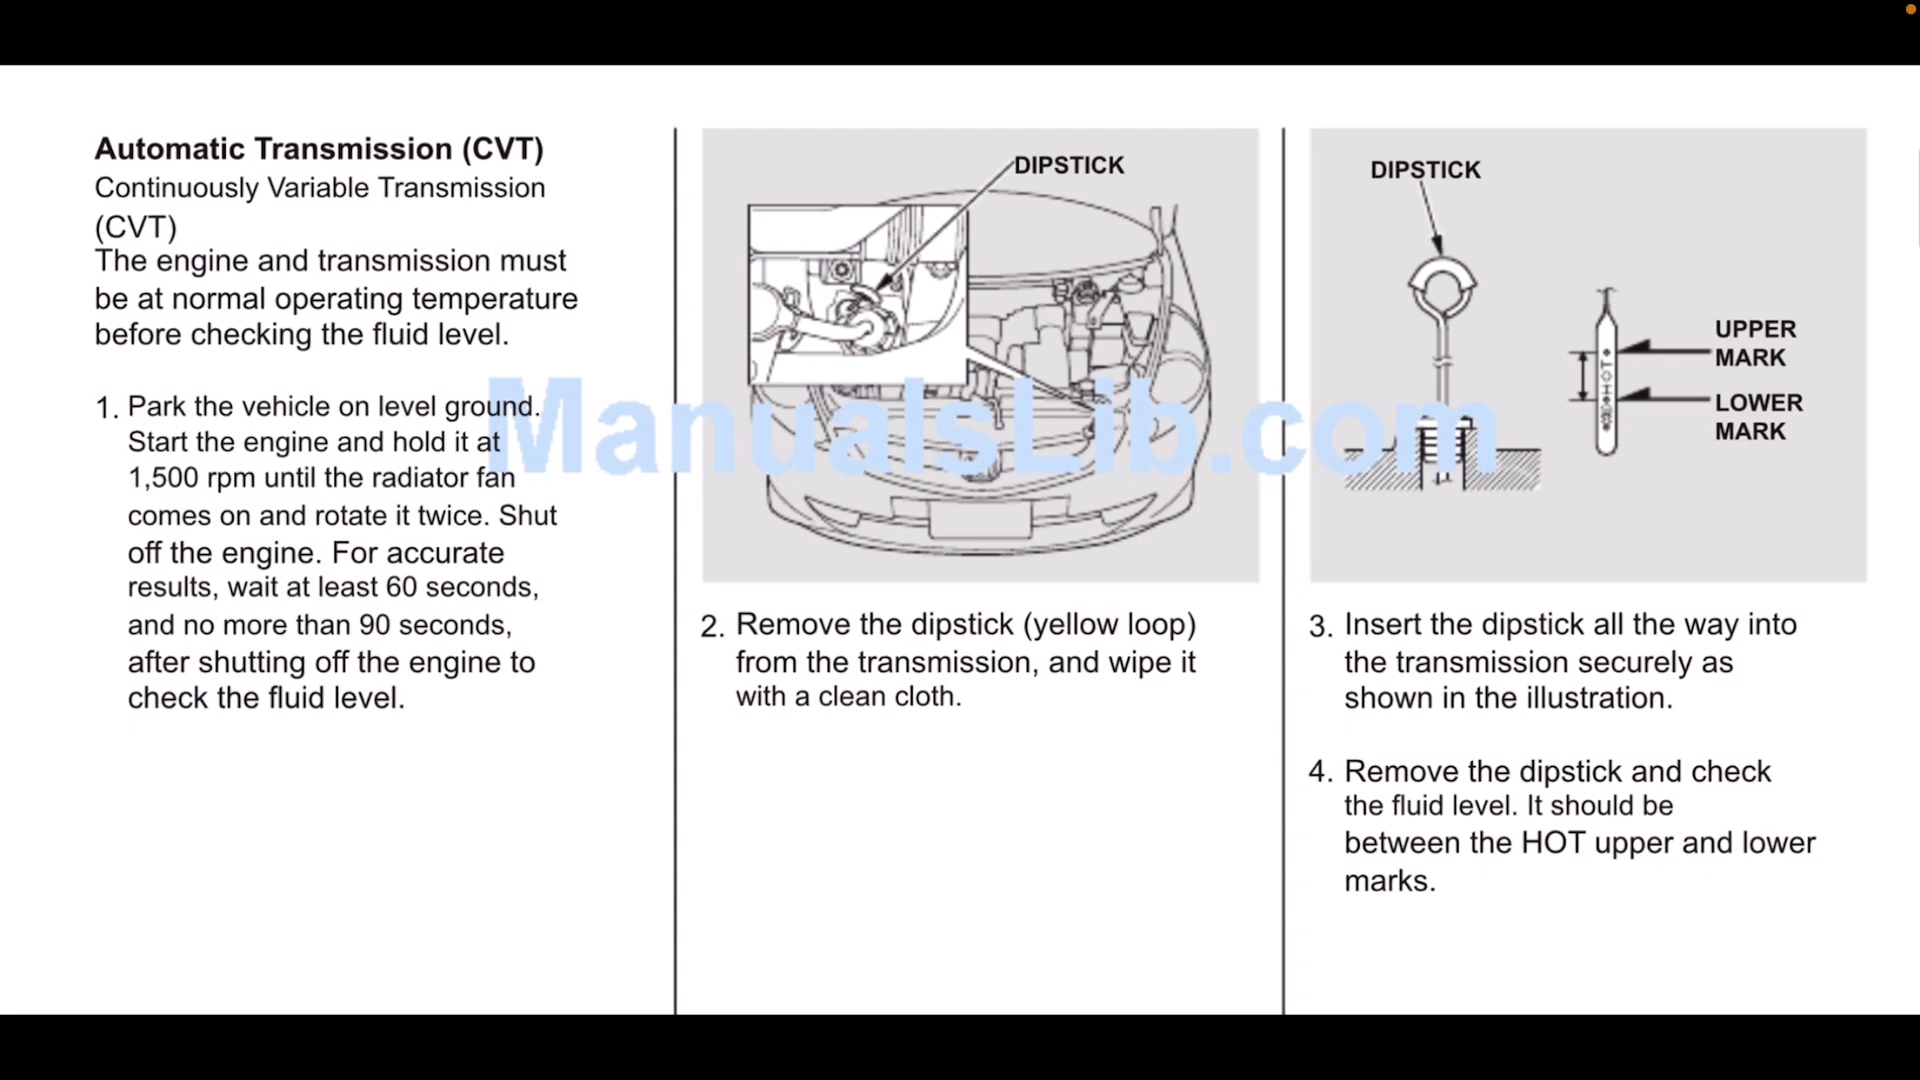 Automatic Transmission (CVT)
Continuously Variable Transmission
(CVT)
The engine and transmission must
be at normal operating temperature
before checking the fluid level.
1. Park the vehicle on level ground.
Start the engine and hold it at
1,500 rpm until the radiator fan
comes on and rotate it twice. Shut
off the engine. For accurate
results, wait at least 60 seconds,
and no more than 90 seconds,
after shutting off the engine to
check the fluid level.
DIPSTICK
2. Remove the dipstick (yellow loop)
from the transmission, and wipe it
with a clean cloth.
DIPSTICK
UPPER
MARK
LOWER
MARK
HOT
3. Insert the dipstick all the way into
the transmission securely as
shown in the illustration.
4. Remove the dipstick and check
the fluid level. It should be
between the HOT upper and lower
marks.
ManualsLib.com